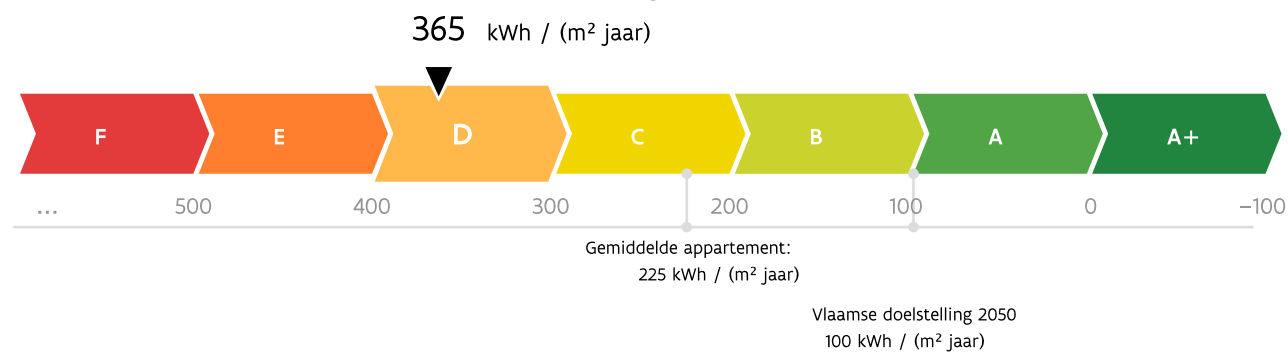 365 kWh / (m² jaar)
F E D C B A A+
... 500 400 300 200 100 0 –100
Gemiddelde appartement:
225 kWh / (m² jaar)
Vlaamse doelstelling 2050
100 kWh / (m² jaar)